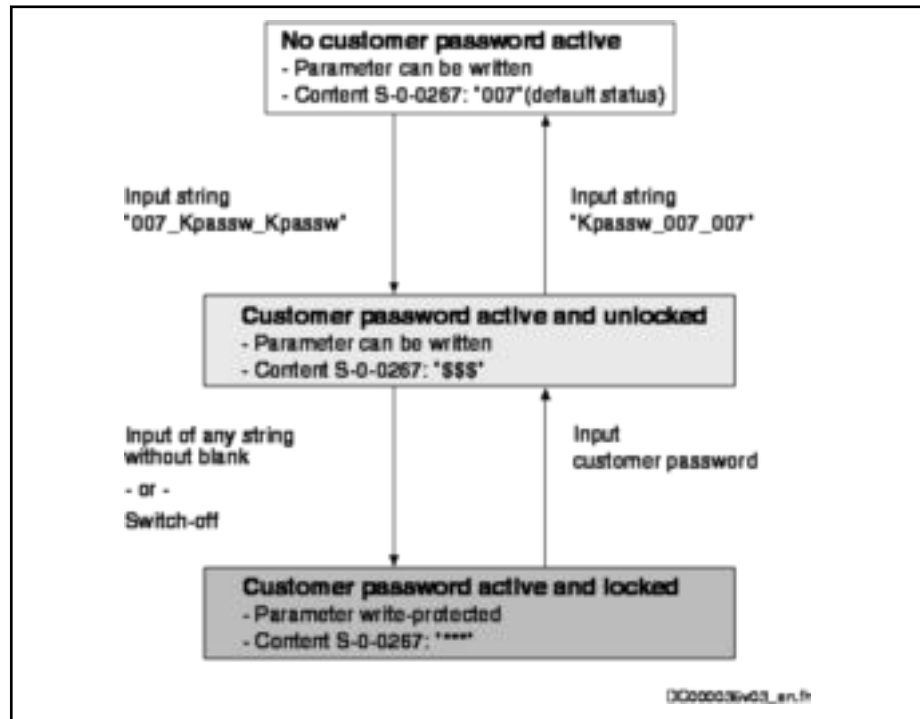 No customer password active
- Parameter can be written
- Content S-0-0267: "007"(default status)
Input string
"007_Kpassw_Kpassw"
Input string
"Kpassw_007_007"
Customer password active and unlocked
- Parameter can be written
- Content S-0-0267: "$$$"
Input of any string
without blank
- or -
Switch-off
Input
customer password
Customer password active and locked
- Parameter write-protected
- Content S-0-0267: "***"